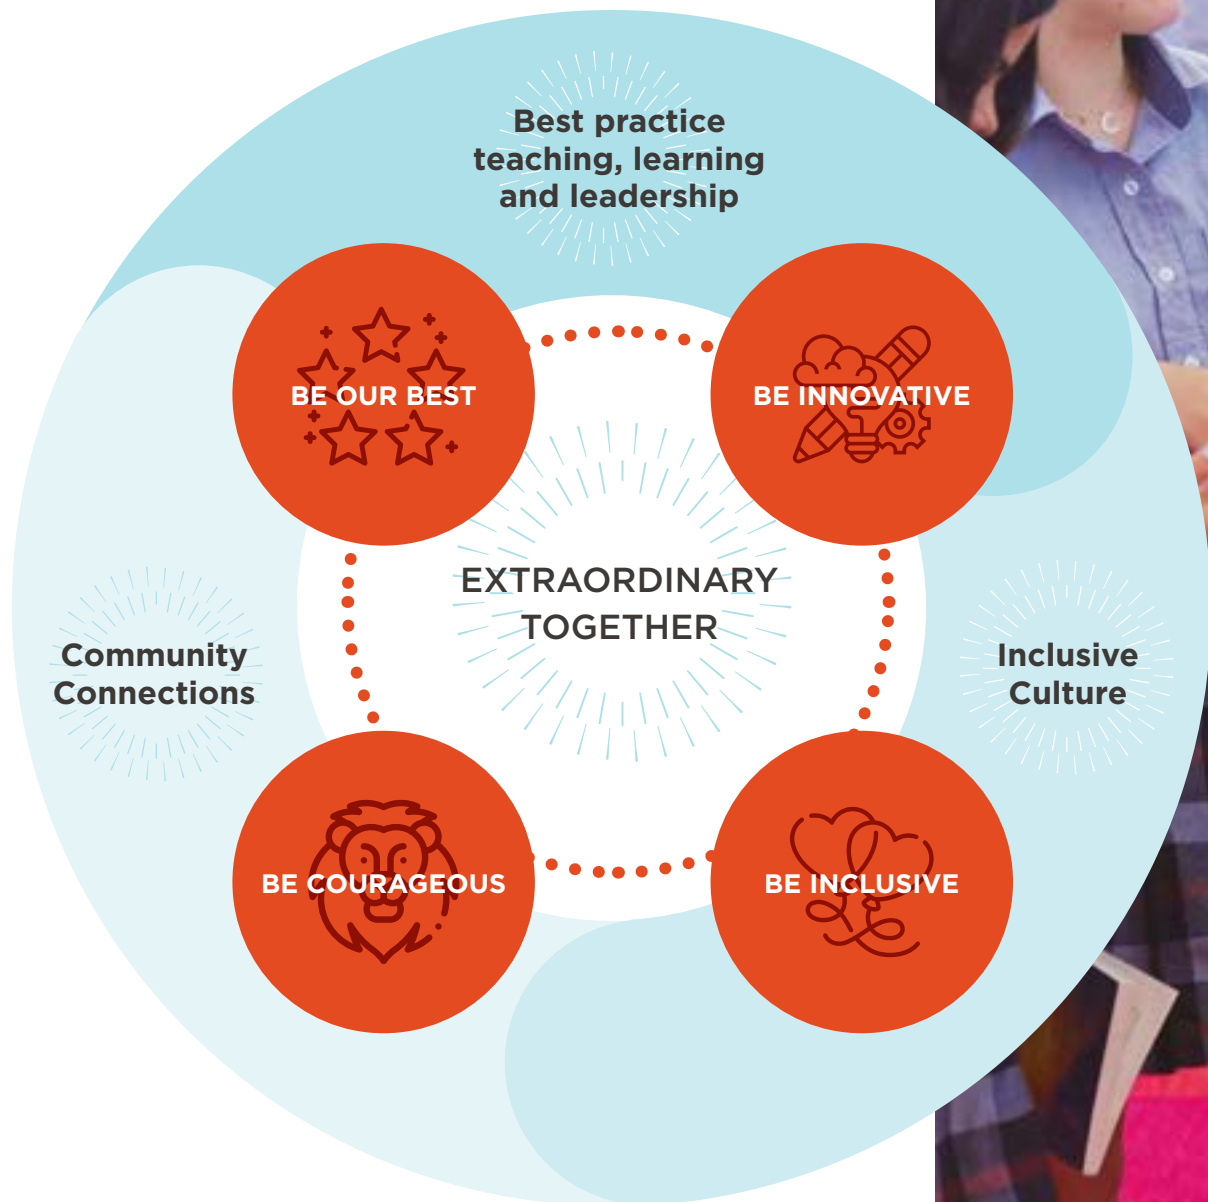 Best practice
teaching, learning
and leadership
BE OUR BEST
BE INNOVATIVE
EXTRAORDINARY
TOGETHER
Community
Connections
Inclusive
Culture
BE COURAGEOUS
BE INCLUSIVE